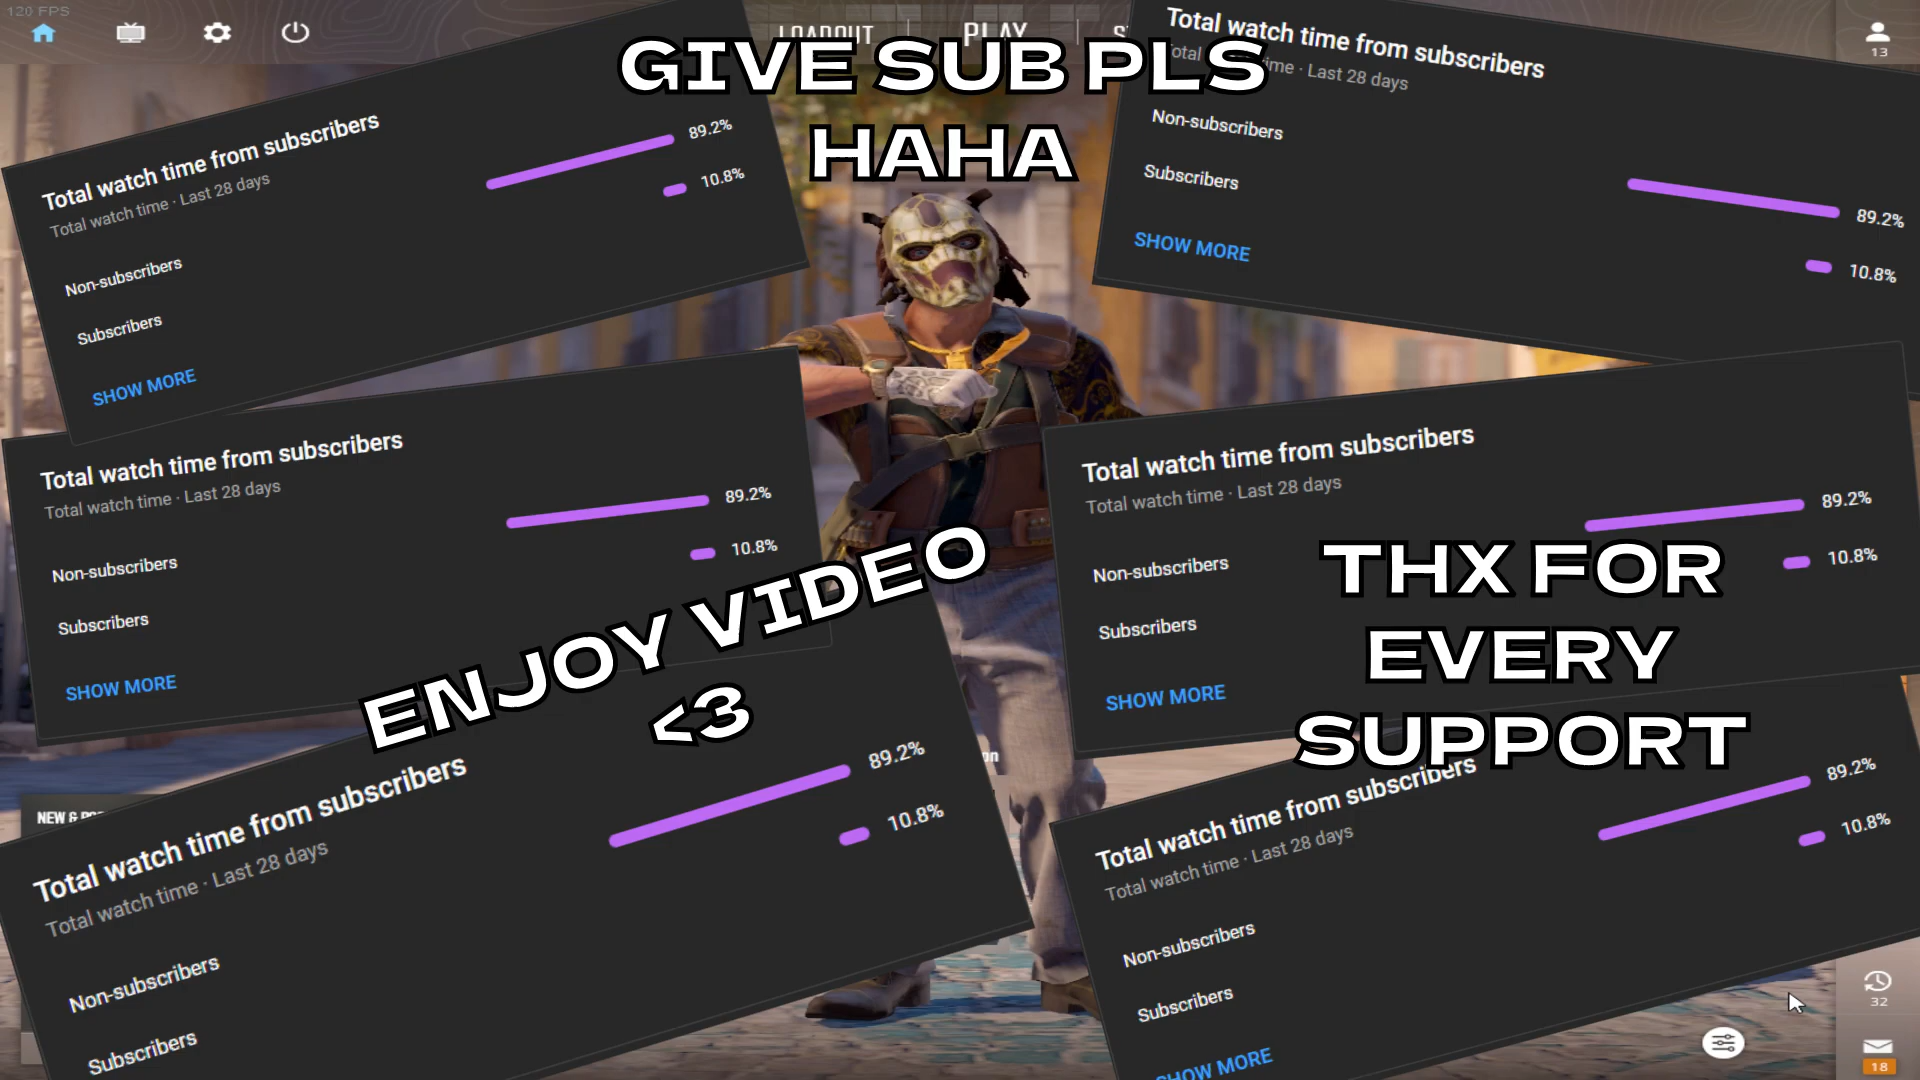 120 FPS
LOADOUT
PLAY
13
GIVE SUB PLS
HAHA
Total watch time from subscribers
Total watch time · Last 28 days
Non-subscribers
89.2%
Subscribers
10.8%
SHOW MORE
Total watch time from subscribers
time · Last 28 days
Non-subscribers
89.2%
Subscribers
10.8%
SHOW MORE
Total watch time from subscribers
Total watch time · Last 28 days
Non-subscribers
89.2%
Subscribers
10.8%
SHOW MORE
Total watch time from subscribers
Total watch time · Last 28 days
Non-subscribers
89.2%
Subscribers
10.8%
SHOW MORE
ENJOY VIDEO
<3
THX FOR
EVERY
SUPPORT
NEW &
Total watch time from subscribers
Total watch time · Last 28 days
Non-subscribers
89.2%
Subscribers
10.8%
Total watch time from subscribers
Total watch time · Last 28 days
Non-subscribers
89.2%
Subscribers
10.8%
SHOW MORE
32
18